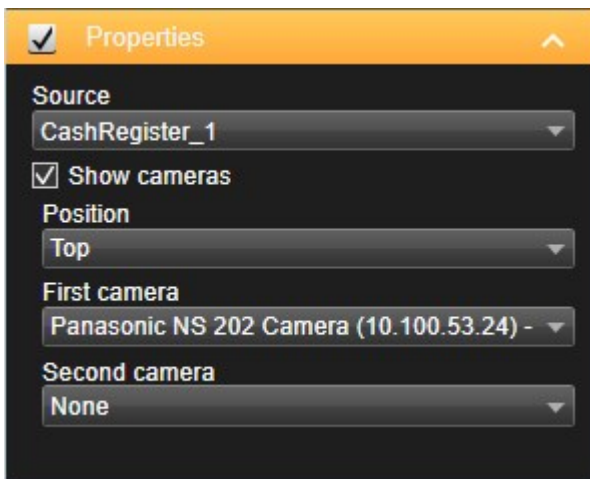 Properties
Source
CashRegister_1
Show cameras
Position
Top
First camera
Panasonic NS 202 Camera (10.100.53.24) -
Second camera
None